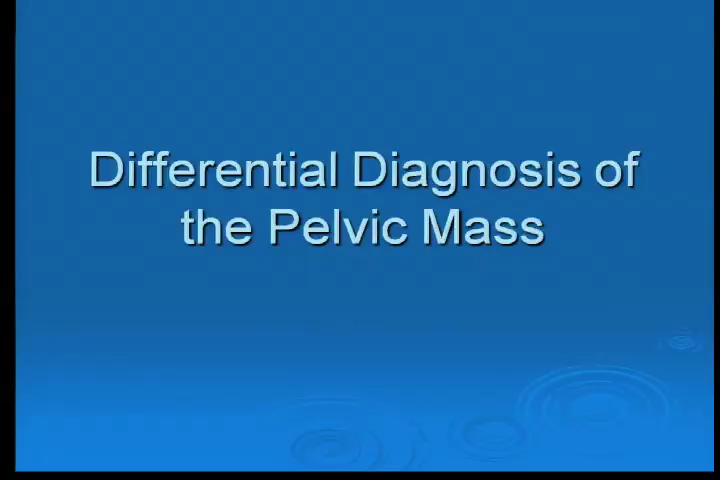 Differential Diagnosis of
the Pelvic Mass